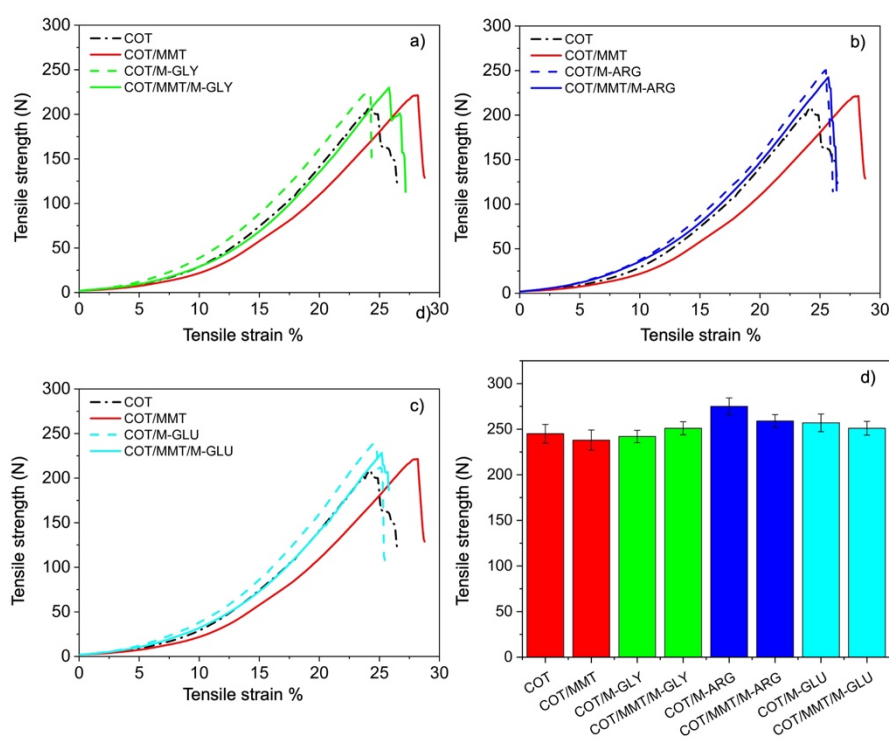 COT
COT/MMT
COT/M-GLY
COT/MMT/M-GLY
a)
300
250
200
150
100
50
0
0 5 10 15 20 25 30
Tensile strength (N)
Tensile strain %
d)
COT
COT/MMT
COT/M-ARG
COT/MMT/M-ARG
b)
300
250
200
150
100
50
0
0 5 10 15 20 25 30
Tensile strength (N)
Tensile strain %
COT
COT/MMT
COT/M-GLU
COT/MMT/M-GLU
c)
300
250
200
150
100
50
0
0 5 10 15 20 25 30
Tensile strength (N)
Tensile strain %
d)
300
250
200
150
100
50
0
Tensile strength (N)
COT
COT/MMT
COT/M-GLY
COT/MMT/M-GLY
COT/M-ARG
COT/MMT/M-ARG
COT/M-GLU
COT/MMT/M-GLU